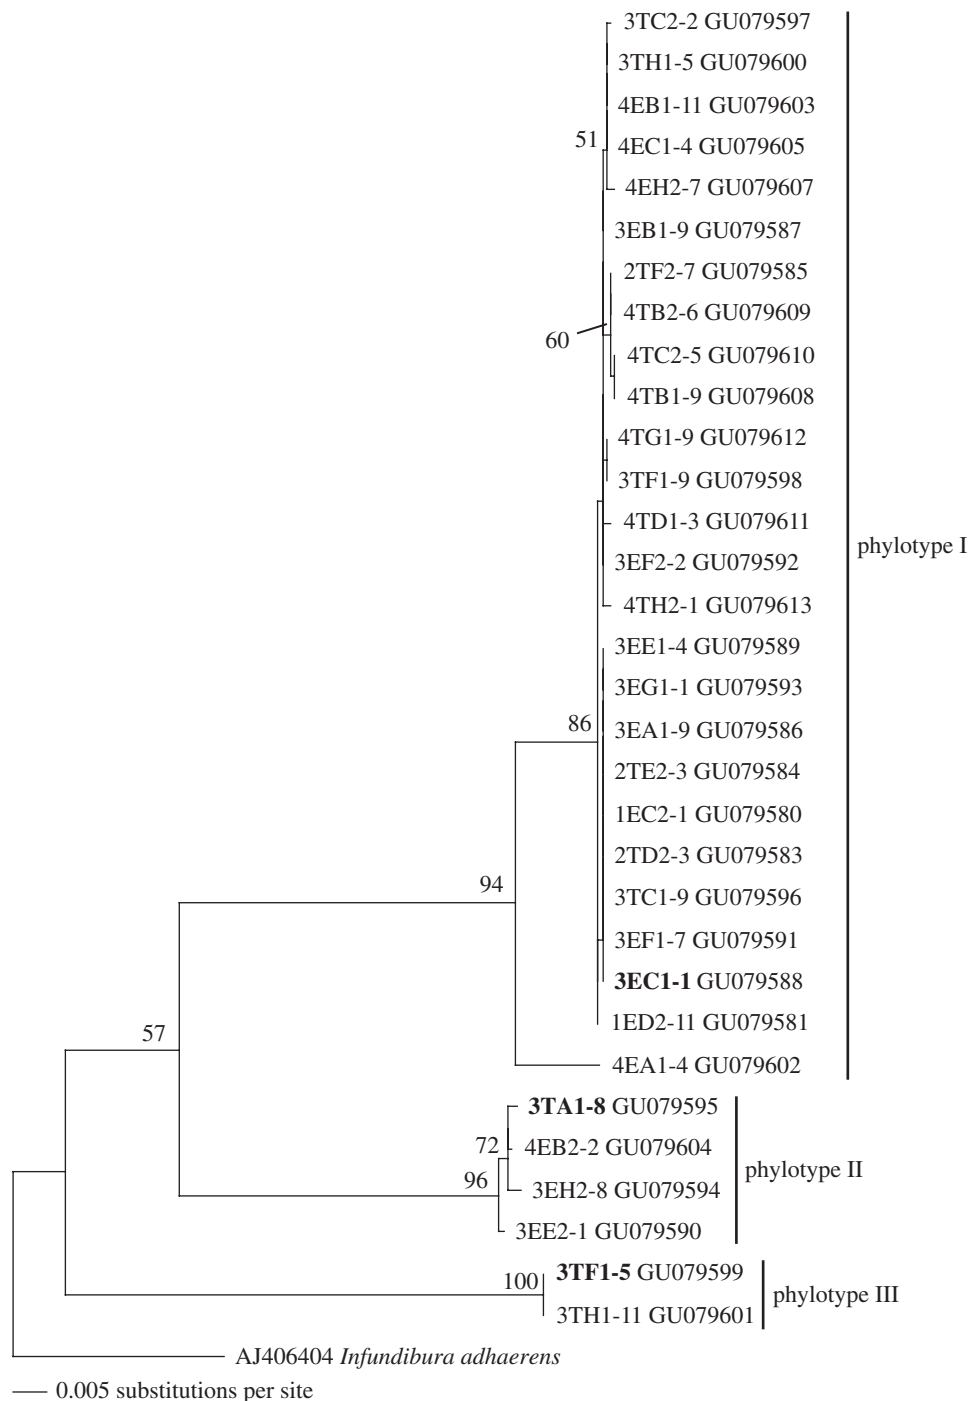 3TC2-2 GU079597
3TH1-5 GU079600
4EB1-11 GU079603
51
4EC1-4 GU079605
4EH2-7 GU079607
3EB1-9 GU079587
2TF2-7 GU079585
4TB2-6 GU079609
60
4TC2-5 GU079610
4TB1-9 GU079608
4TG1-9 GU079612
3TF1-9 GU079598
4TD1-3 GU079611
phylotype I
3EF2-2 GU079592
4TH2-1 GU079613
3EE1-4 GU079589
3EG1-1 GU079593
86
3EA1-9 GU079586
2TE2-3 GU079584
1EC2-1 GU079580
2TD2-3 GU079583
94
3TC1-9 GU079596
3EF1-7 GU079591
3EC1-1 GU079588
1ED2-11 GU079581
57
4EA1-4 GU079602
3TA1-8 GU079595
72
4EB2-2 GU079604
phylotype II
96
3EH2-8 GU079594
3EE2-1 GU079590
100
3TF1-5 GU079599
phylotype III
3TH1-11 GU079601
AJ406404 Infundibura adhaerens
0.005 substitutions per site